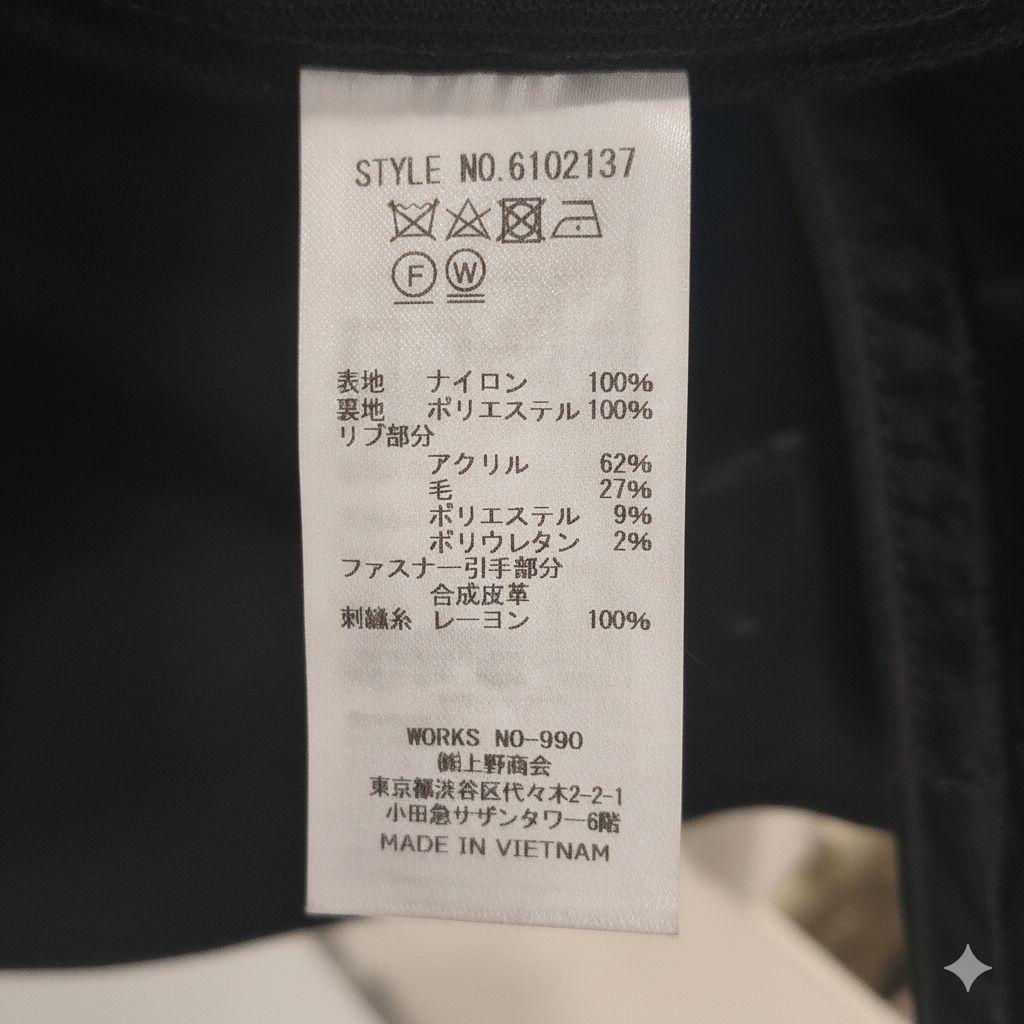 STYLE NO.6102137
F W
表地 ナイロン 100%
裏地 ポリエステル 100%
リブ部分
アクリル 62%
毛 27%
ポリエステル 9%
ポリウレタン 2%
ファスナー引手部分
合成皮革
刺繍糸 レーヨン 100%
WORKS NO-990
㈱上野商会
東京都渋谷区代々木2-2-1
小田急サザンタワー6階
MADE IN VIETNAM